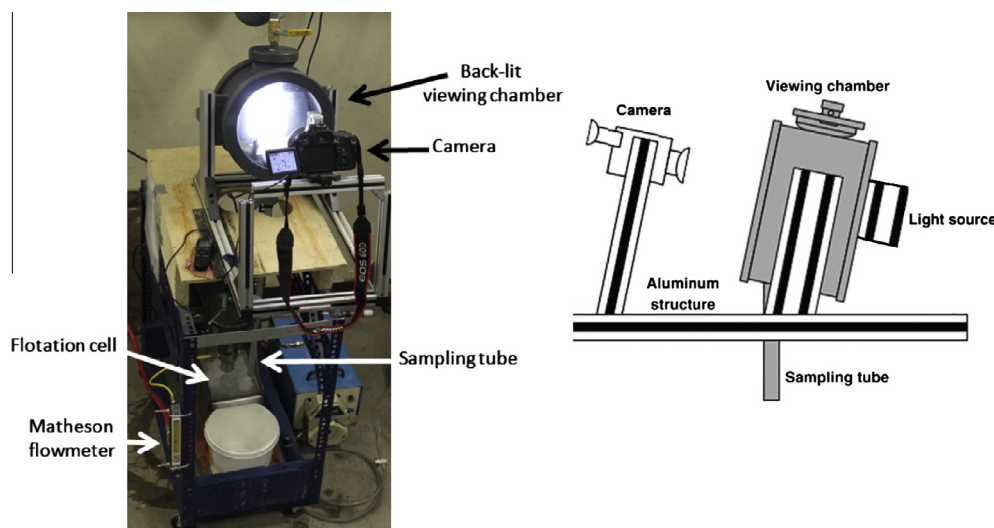 Back-lit
viewing chamber
Camera
EOS 60D
Flotation cell
Sampling tube
Matheson
flowmeter
Viewing chamber
Camera
Light source
Aluminum
structure
Sampling tube